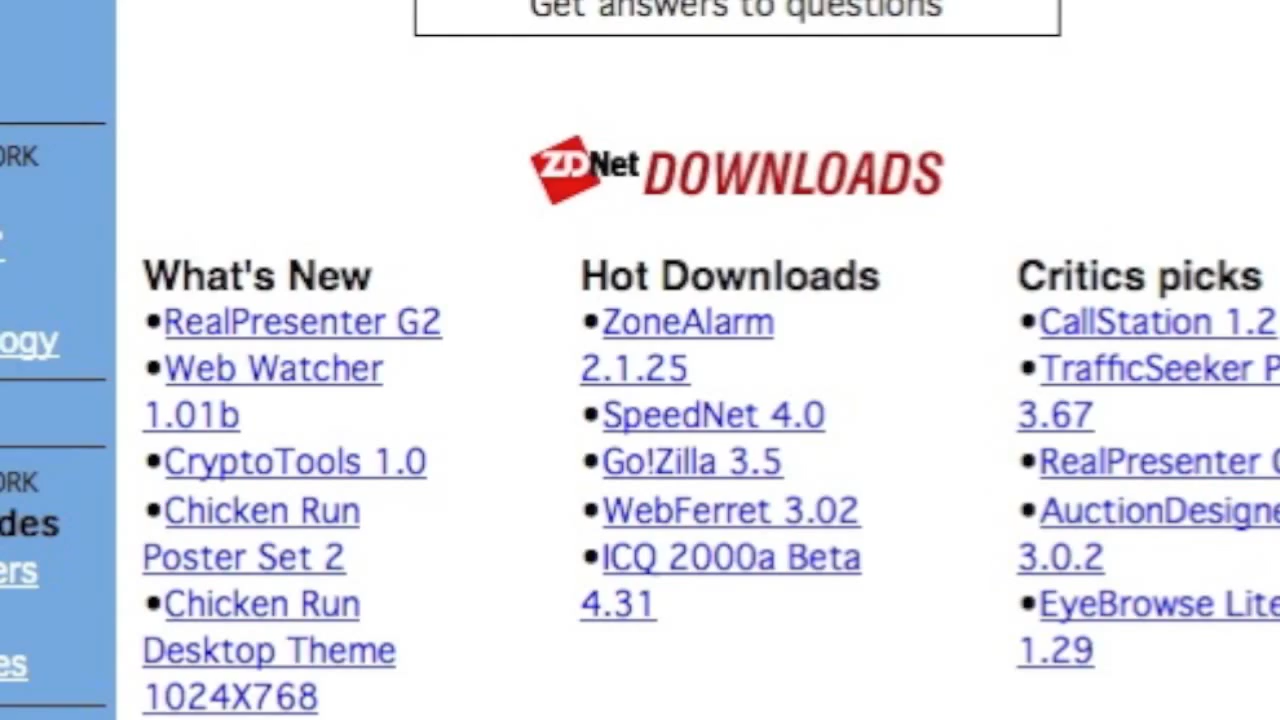 Get answers to questions
ORK
ogy
ORK
des
ers
es
ZDNet DOWNLOADS
What's New
•RealPresenter G2
•Web Watcher
1.01b
•CryptoTools 1.0
•Chicken Run
Poster Set 2
•Chicken Run
Desktop Theme
1024X768
Hot Downloads
•ZoneAlarm
2.1.25
•SpeedNet 4.0
•Go!Zilla 3.5
•WebFerret 3.02
•ICQ 2000a Beta
4.31
Critics picks
•CallStation 1.2
•TrafficSeeker P
3.67
•RealPresenter
•AuctionDesigne
3.0.2
•EyeBrowse Lite
1.29